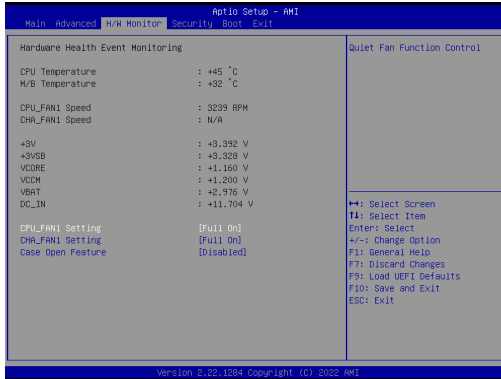 Aptio Setup - AMI
Main Advanced H/W Monitor Security Boot Exit
Hardware Health Event Monitoring
CPU Temperature : +45 °C
M/B Temperature : +32 °C
CPU_FAN1 Speed : 3239 RPM
CHA_FAN1 Speed : N/A
+3V : +3.392 V
+3VSB : +3.328 V
VCORE : +1.160 V
VCCM : +1.200 V
VBAT : +2.976 V
DC_IN : +11.704 V
CPU_FAN1 Setting [Full On]
CHA_FAN1 Setting [Full On]
Case Open Feature [Disabled]
Quiet Fan Function Control
↔: Select Screen
↑↓: Select Item
Enter: Select
+/-: Change Option
F1: General Help
F7: Discard Changes
F9: Load UEFI Defaults
F10: Save and Exit
ESC: Exit
Version 2.22.1284 Copyright (C) 2022 AMI